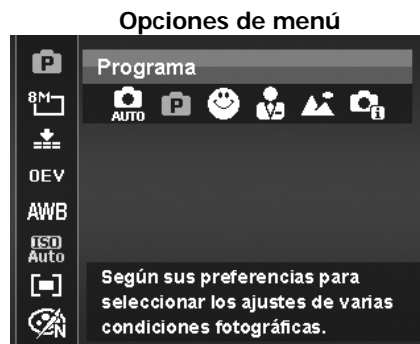 Opciones de menú
P
Programa
8M
AUTO
P
0EV
AWB
ISO
Auto
N
Según sus preferencias para
seleccionar los ajustes de varias
condiciones fotográficas.